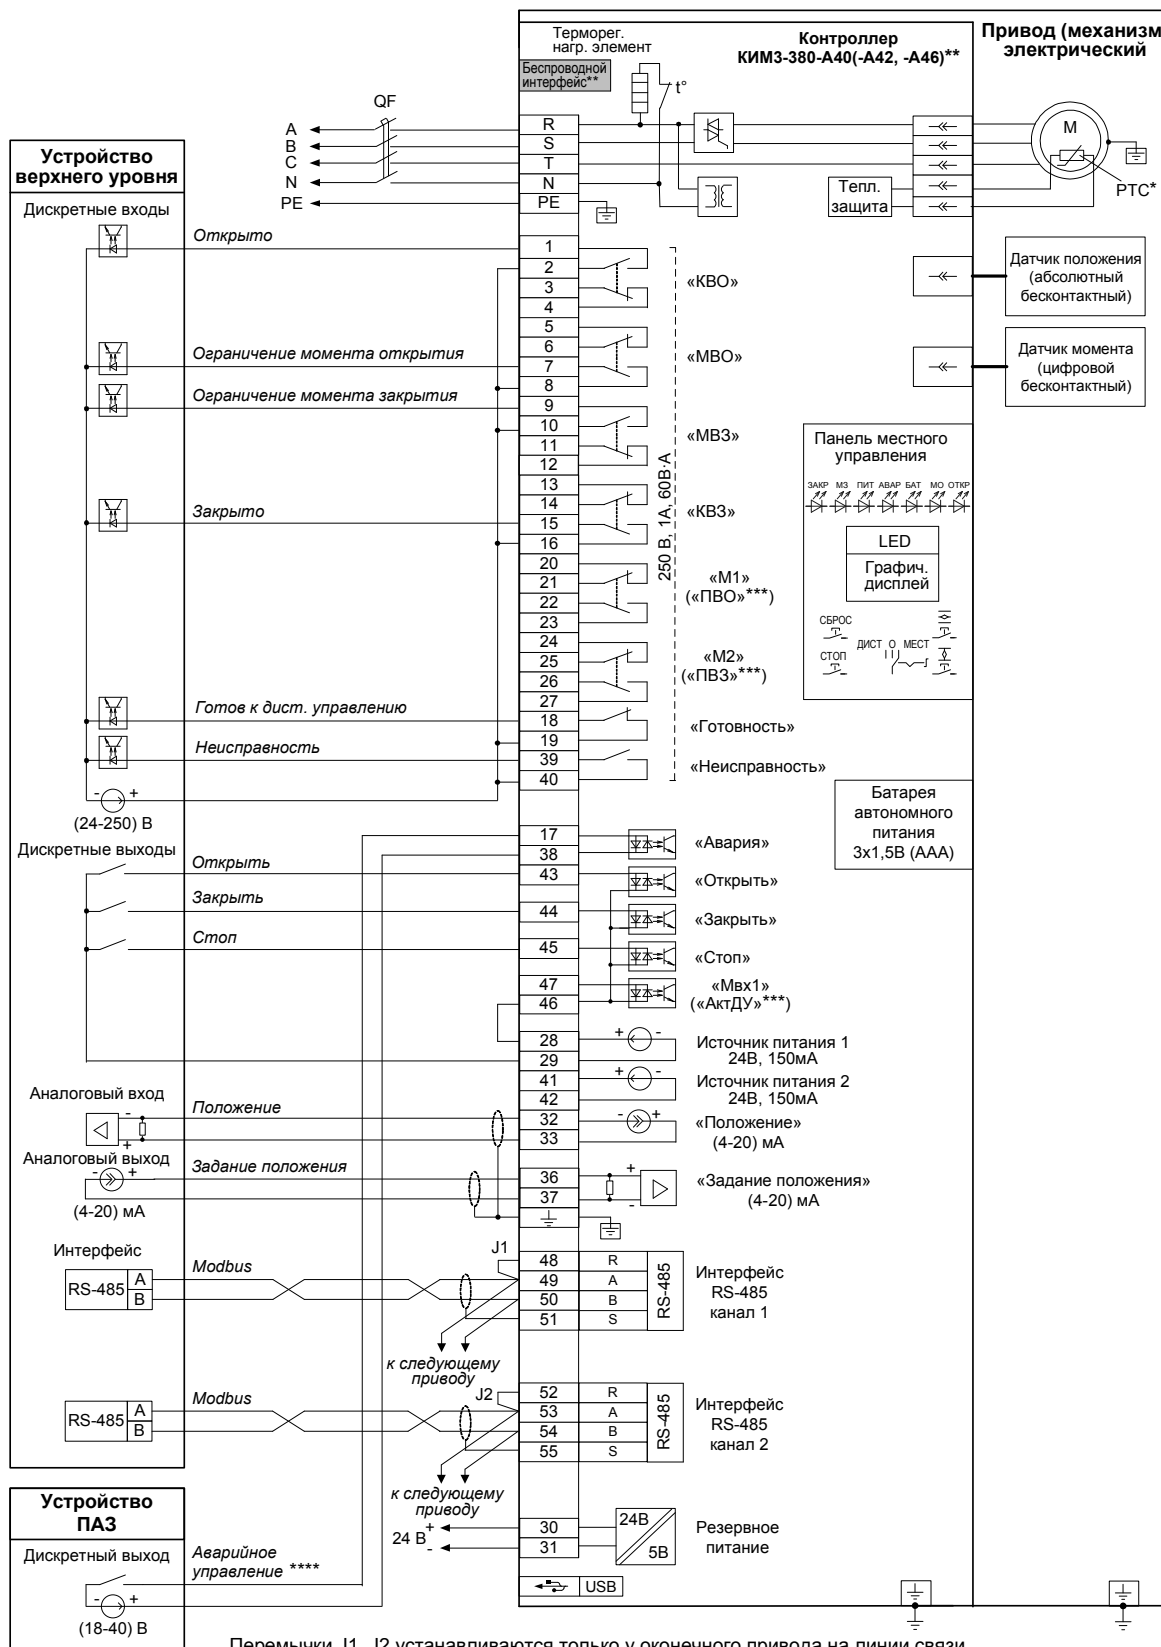 Терморег.
нагр. элемент
Беспроводной
интерфейс**
Контроллер
КИМ3-380-А40(-А42, -А46)**
Привод (механизм
электрический
t°
QF
A
B
C
N
PE
R
S
T
N
PE
M
PTC*
Тепл.
защита
Устройство
верхнего уровня
Дискретные входы
Открыто
Ограничение момента открытия
Ограничение момента закрытия
Закрыто
Готов к дист. управлению
Неисправность
- +
(24-250) В
1
2
3
4
«КВО»
5
6
7
8
«МВО»
9
10
11
12
«МВЗ»
13
14
15
16
«КВЗ»
20
21
22
23
«М1»
(«ПВО»***)
24
25
26
27
«М2»
(«ПВЗ»***)
18
19
«Готовность»
39
40
«Неисправность»
250 В, 1А, 60В·А
Датчик положения
(абсолютный
бесконтактный)
Датчик момента
(цифровой
бесконтактный)
Панель местного
управления
ЗАКР МЗ ПИТ АВАР БАТ МО ОТКР
LED
Графич.
дисплей
СБРОС
СТОП
ДИСТ О МЕСТ
Батарея
автономного
питания
3х1,5В (ААА)
Дискретные выходы
Открыть
Закрыть
Стоп
17
38
«Авария»
43
«Открыть»
44
«Закрыть»
45
«Стоп»
47
46
«Мвх1»
(«АктДУ»***)
28
29
+ -
Источник питания 1
24В, 150мА
41
42
+ -
Источник питания 2
24В, 150мА
Аналоговый вход
-
+
Положение
32
33
- +
«Положение»
(4-20) мА
Аналоговый выход
- +
(4-20) мА
Задание положения
36
37
+
-
«Задание положения»
(4-20) мА
Интерфейс
RS-485
A
B
Modbus
J1
48 R
49 A
50 B
51 S
RS-485
Интерфейс
RS-485
канал 1
к следующему
приводу
RS-485
A
B
Modbus
J2
52 R
53 A
54 B
55 S
RS-485
Интерфейс
RS-485
канал 2
к следующему
приводу
Устройство
ПАЗ
Дискретный выход
- +
(18-40) В
Аварийное
управление ****
24 В
+
-
30
31
24В
5В
Резервное
питание
USB
Перемычки J1, J2 устанавливаются только у оконечного привода на линии связи